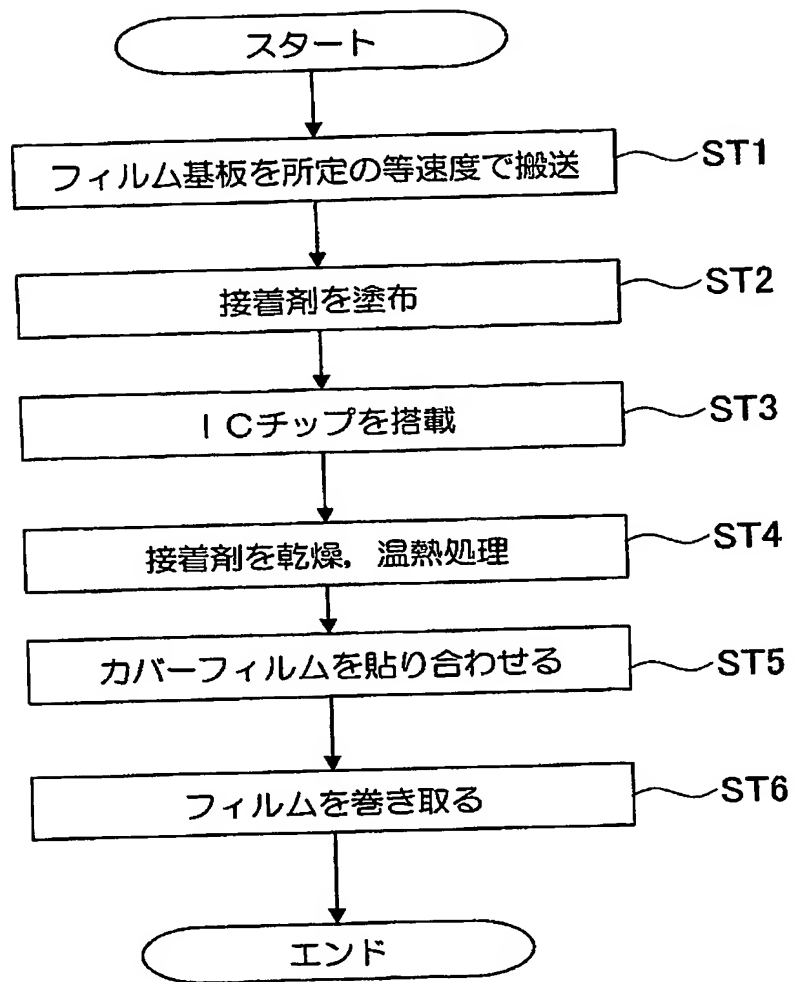 スタート
フィルム基板を所定の等速度で搬送
ST1
接着剤を塗布
ST2
ICチップを搭載
ST3
接着剤を乾燥,温熱処理
ST4
カバーフィルムを貼り合わせる
ST5
フィルムを巻き取る
ST6
エンド